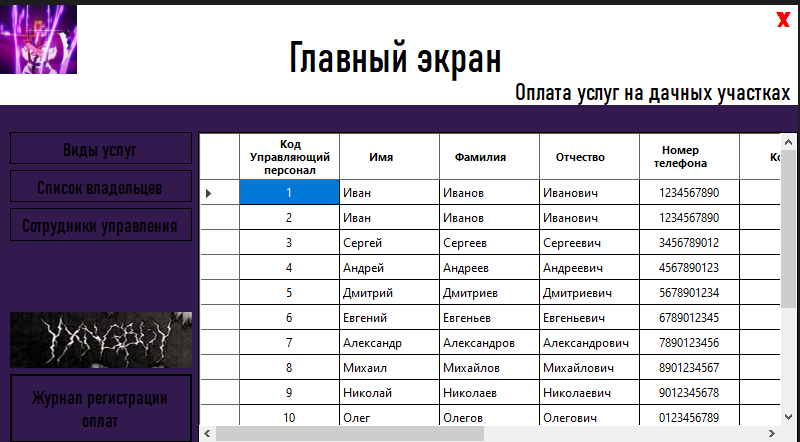 X
Главный экран
Оплата услуг на дачных участках
Виды услуг
Список владельцев
Сотрудники управления
Журнал регистрации
оплат
Код
Управляющий
персонал
Имя
Фамилия
Отчество
Номер
телефона
1 Иван Иванов Иванович 1234567890
2 Иван Иванов Иванович 1234567890
3 Сергей Сергеев Сергеевич 3456789012
4 Андрей Андреев Андреевич 4567890123
5 Дмитрий Дмитриев Дмитриевич 5678901234
6 Евгений Евгеньев Евгеньевич 6789012345
7 Александр Александров Александрович 7890123456
8 Михаил Михайлов Михайлович 8901234567
9 Николай Николаев Николаевич 9012345678
10 Олег Олегов Олегович 0123456789